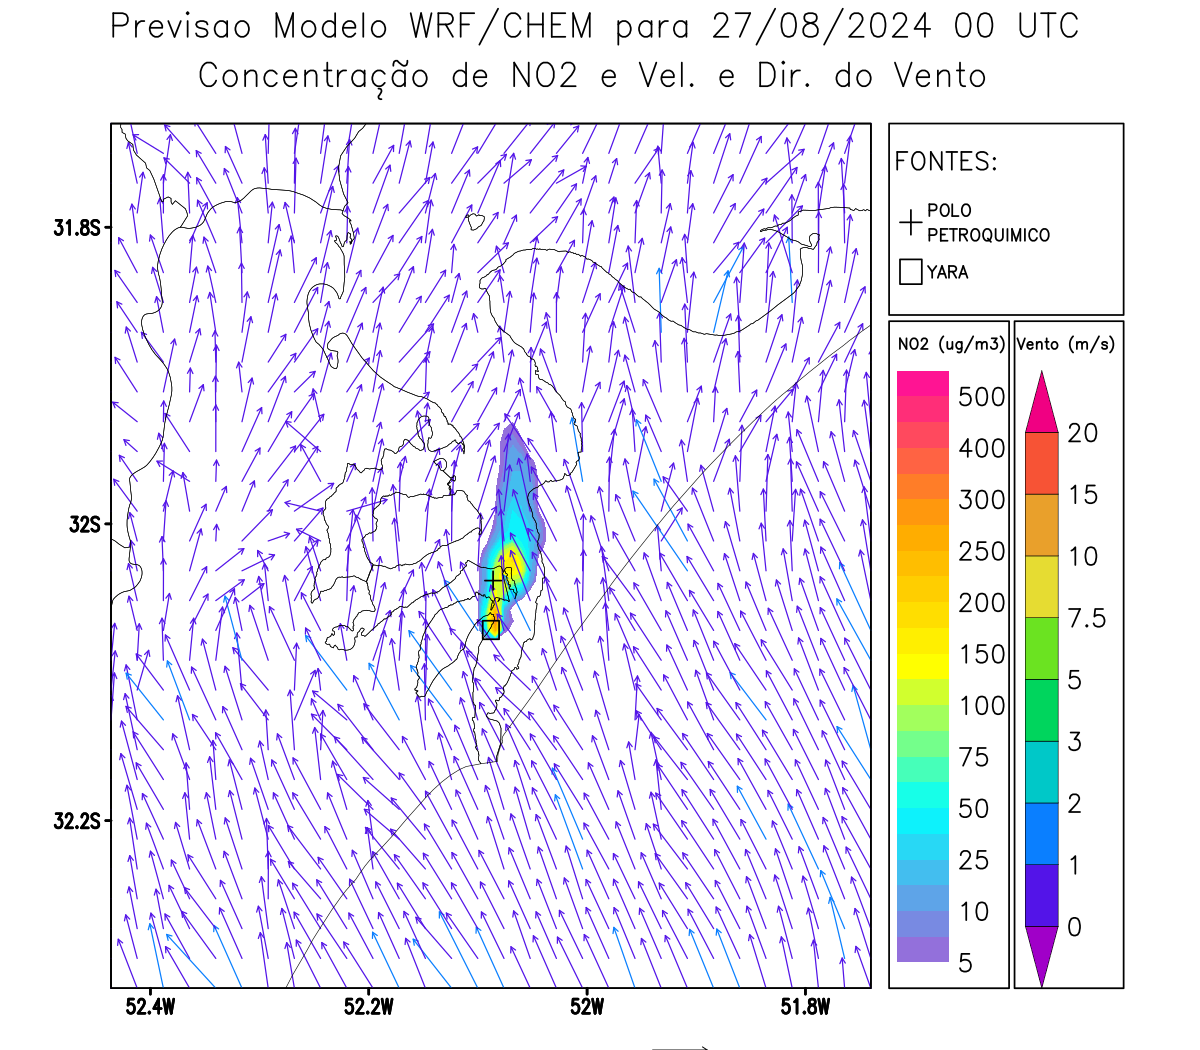 Previsao Modelo WRF/CHEM para 27/08/2024 00 UTC
Concentração de NO2 e Vel. e Dir. do Vento
FONTES:
POLO
PETROQUIMICO
YARA
NO2 (ug/m3)
500
400
300
250
200
150
100
75
50
25
10
5
Vento (m/s)
20
15
10
7.5
5
3
2
1
0
31.8S
32S
32.2S
52.4W
52.2W
52W
51.8W